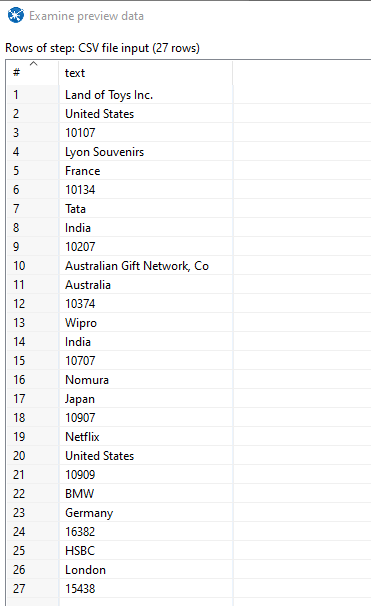 Examine preview data
Rows of step: CSV file input (27 rows)
# text
1 Land of Toys Inc.
2 United States
3 10107
4 Lyon Souvenirs
5 France
6 10134
7 Tata
8 India
9 10207
10 Australian Gift Network, Co
11 Australia
12 10374
13 Wipro
14 India
15 10707
16 Nomura
17 Japan
18 10907
19 Netflix
20 United States
21 10909
22 BMW
23 Germany
24 16382
25 HSBC
26 London
27 15438